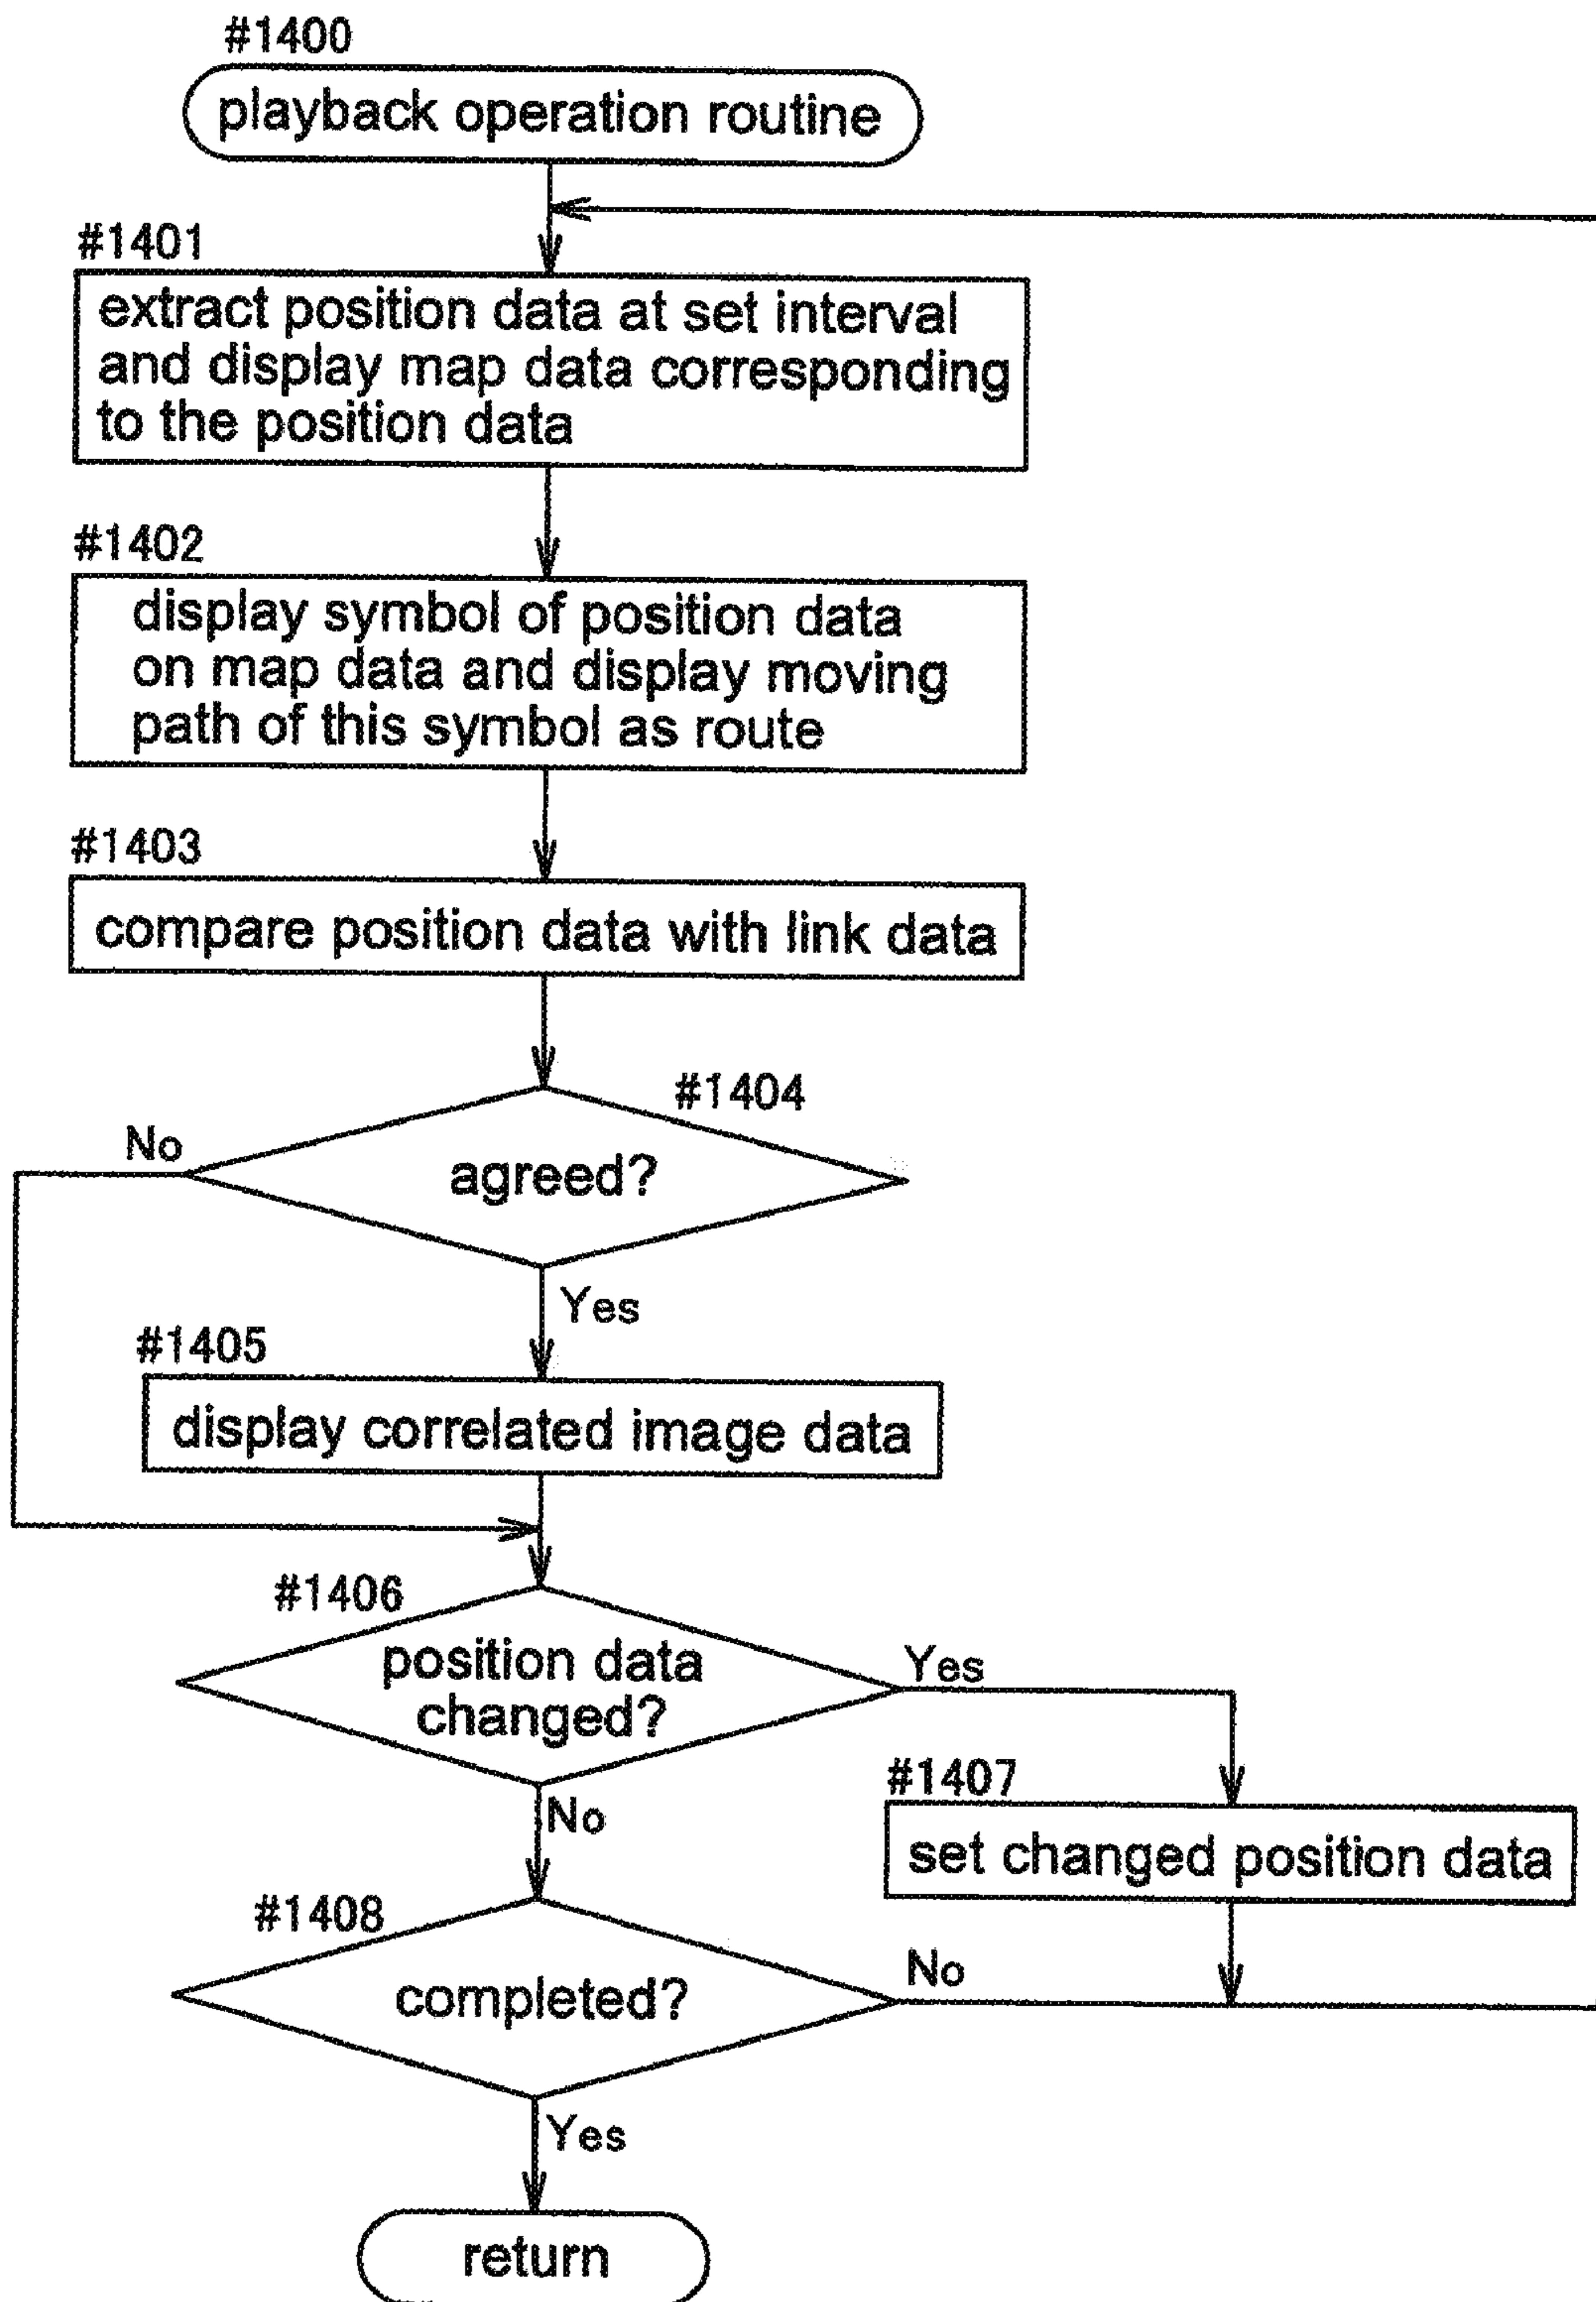 #1400
playback operation routine
#1401
extract position data at set interval
and display map data corresponding
to the position data
#1402
display symbol of position data
on map data and display moving
path of this symbol as route
#1403
compare position data with link data
#1404
No
agreed?
Yes
#1405
display correlated image data
#1406
position data
changed?
Yes
No
#1407
set changed position data
#1408
completed?
No
Yes
return